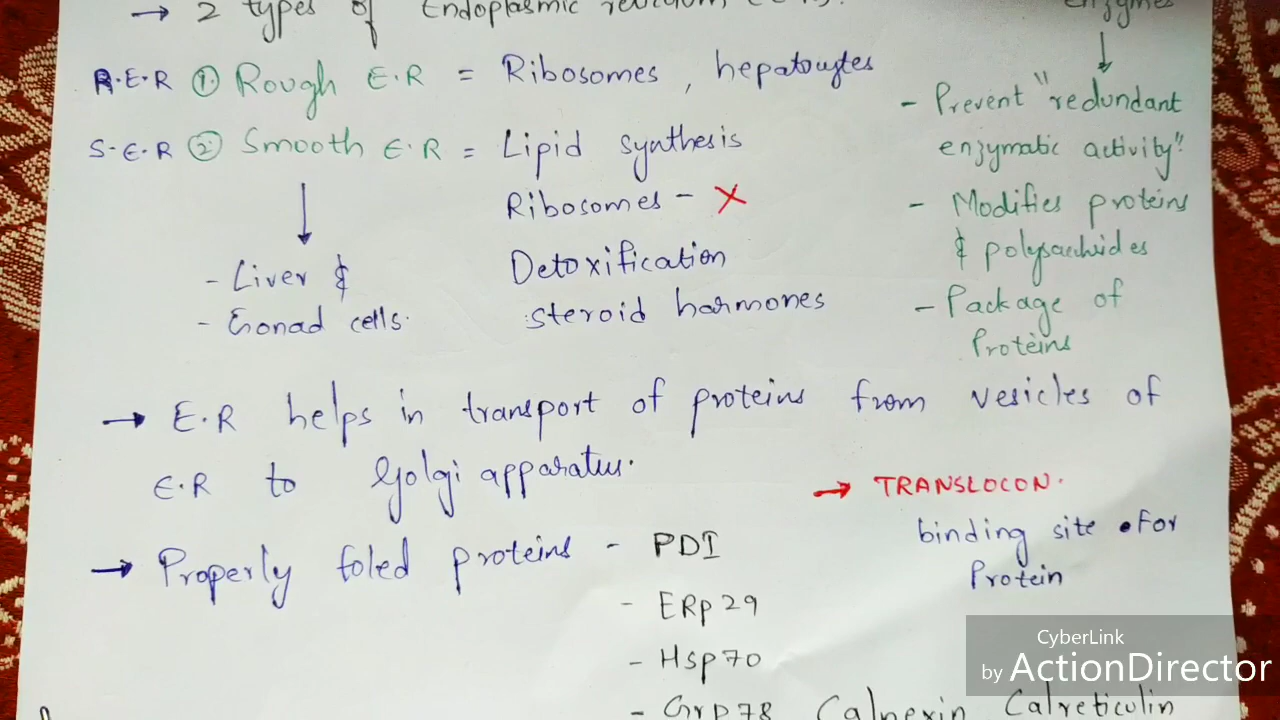 → 2 types of Endoplasmic
enzymes
R.E.R ① Rough E.R = Ribosomes, hepatocytes
S.E.R ② Smooth E.R = Lipid synthesis
Ribosomes - X
Detoxification
steroid hormones
- Liver &
- Gonad cells.
- Prevent "redundant
enzymatic activity".
- Modifies proteins
& polysaccharides
- Package of
Proteins
→ E.R helps in transport of proteins from vesicles of
E.R to Golgi apparatus.
→ Properly foled proteins - PDI
- ERp29
- Hsp70
- Grp78 Calnexin Calreticulin
→ TRANSLOCON.
binding site for
Protein
CyberLink
by ActionDirector